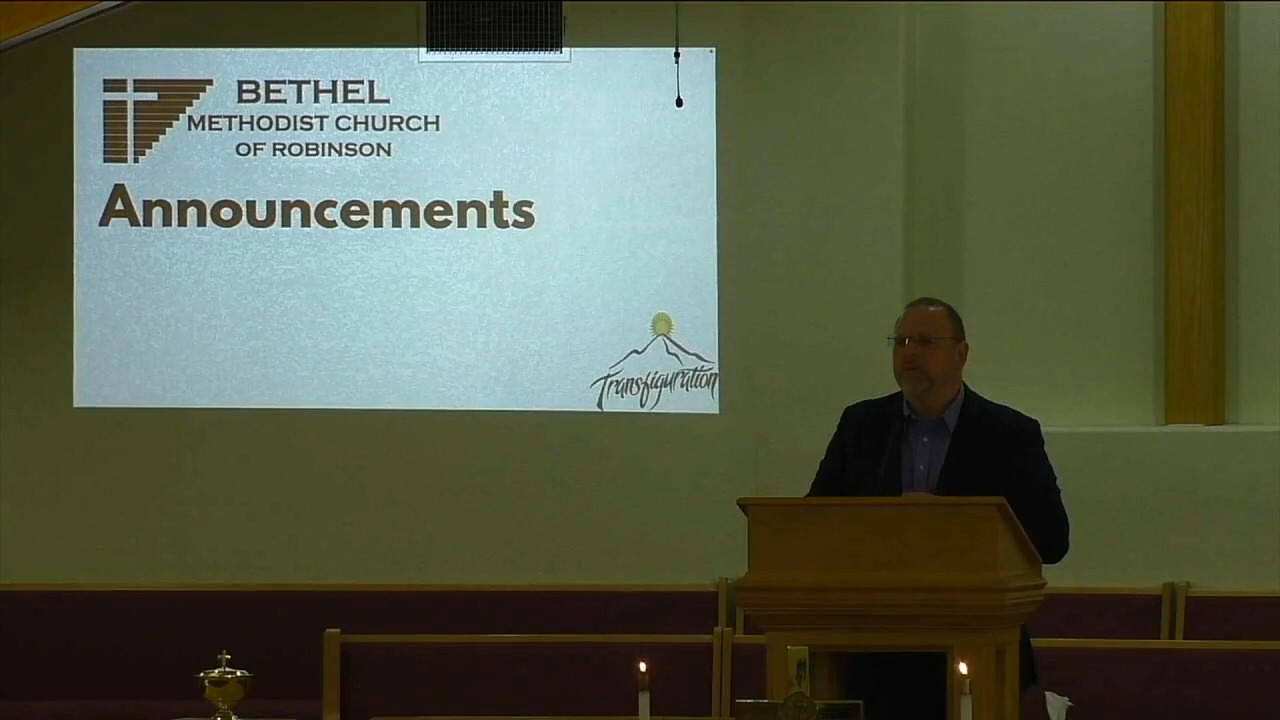 BETHEL
METHODIST CHURCH
OF ROBINSON
Announcements
Transfiguration